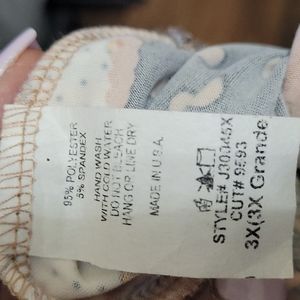 95% POLYESTER
5% SPANDEX
HAND WASH
WITH COLD WATER
DO NOT BLEACH
HANG OR LINE DRY
MADE IN U.S.A.
STYLE#
CUT# 9593
3X(3X Grande